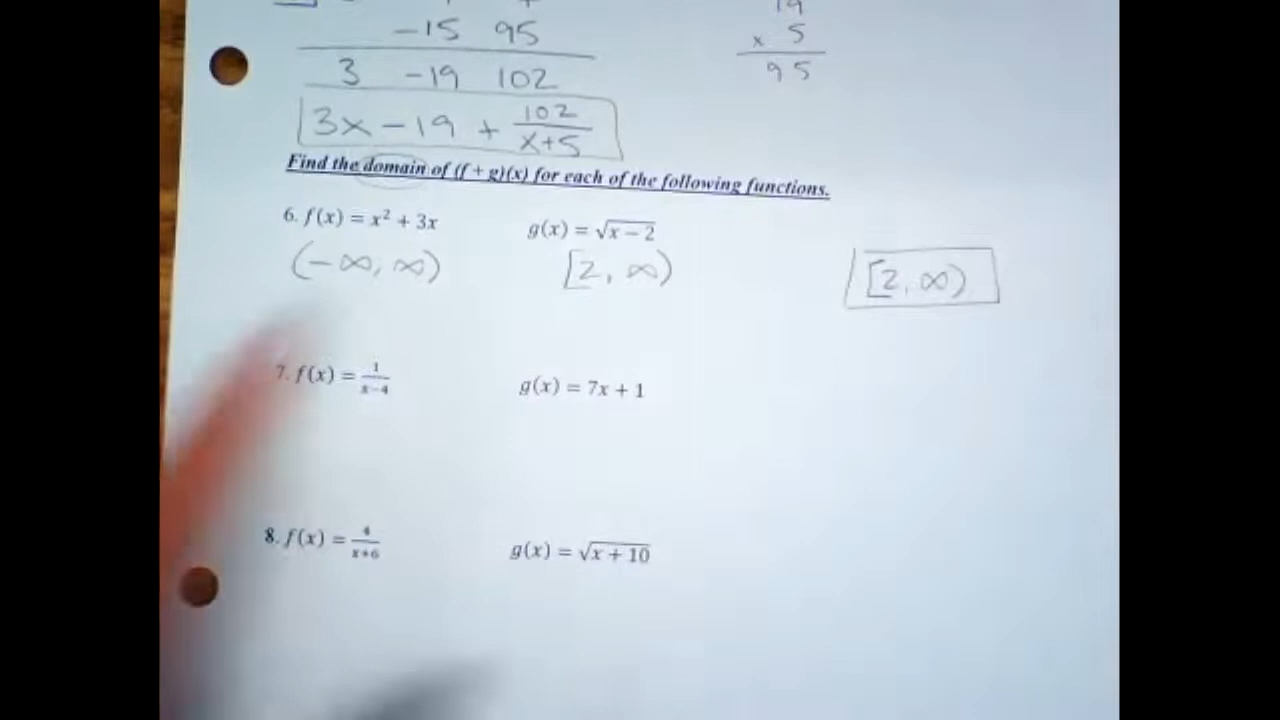 19
-15 95
x 5
3 -19 102
95
3x - 19 + 102/(x+5)
Find the domain of (f + g)(x) for each of the following functions.
6. f(x) = x² + 3x g(x) = √(x − 2)
(-∞, ∞) [2, ∞) [2, ∞)
7. f(x) = 1/(x−4) g(x) = 7x + 1
8. f(x) = 4/(x+6) g(x) = √(x + 10)